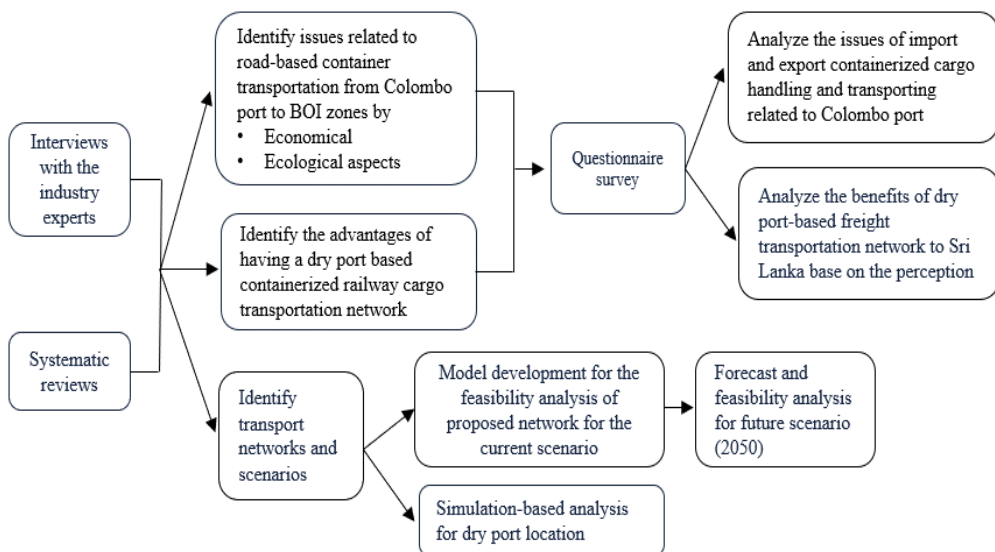 Interviews with the
industry
experts
Systematic
reviews
Identify issues related to
road-based container
transportation from Colombo
port to BOI zones by
• Economical
• Ecological aspects
Identify the advantages of
having a dry port based
containerized railway cargo
transportation network
Identify
transport
networks and
scenarios
Questionnaire
survey
Analyze the issues of import
and export containerized cargo
handling and transporting
related to Colombo port
Analyze the benefits of dry
port-based freight
transportation network to Sri
Lanka base on the perception
Model development for the
feasibility analysis of
proposed network for the
current scenario
Forecast and
feasibility analysis
for future scenario
(2050)
Simulation-based analysis
for dry port location